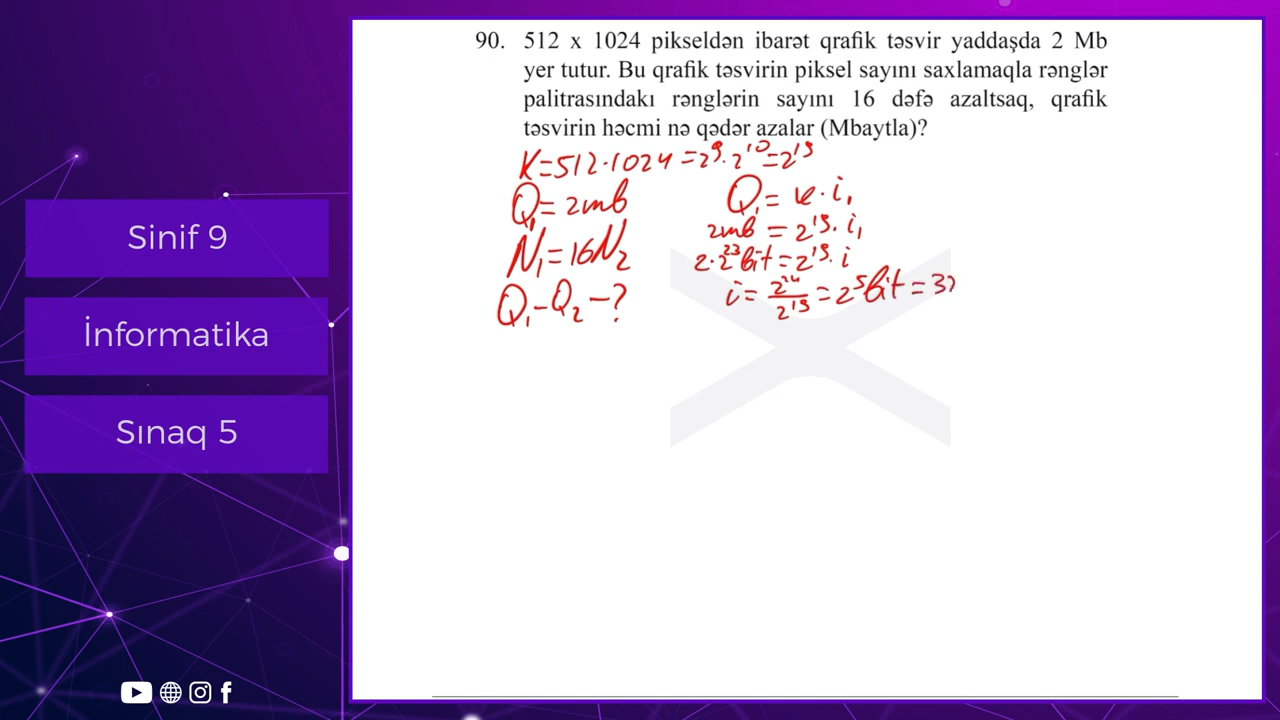 Sinif 9
İnformatika
Sınaq 5
90. 512 x 1024 pikseldən ibarət qrafik təsvir yaddaşda 2 Mb
yer tutur. Bu qrafik təsvirin piksel sayını saxlamaqla rənglər
palitrasındakı rənglərin sayını 16 dəfə azaltsaq, qrafik
təsvirin həcmi nə qədər azalar (Mbaytla)?
K=512·1024=2⁹·2¹⁰=2¹⁹
Q₁=2mb
N₁=16N₂
Q₁-Q₂-?
Q₁=k·i₁
2mb=2¹⁹·i₁
2·2²³bit=2¹⁹·i
i=2²⁴/2¹⁹=2⁵bit=32